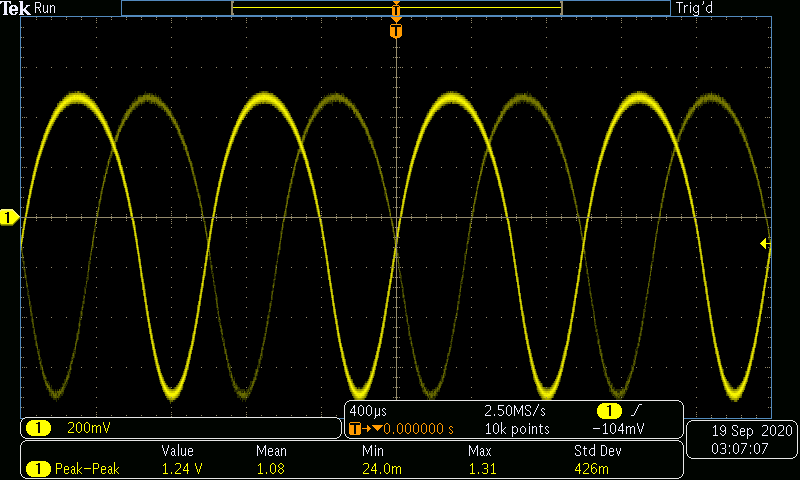 Tek Run Trig'd
T
T
1
1 200mV
400µs 2.50MS/s 1
T→▼0.000000 s 10k points −104mV
19 Sep 2020
03:07:07
Value Mean Min Max Std Dev
1 Peak−Peak 1.24 V 1.08 24.0m 1.31 426m